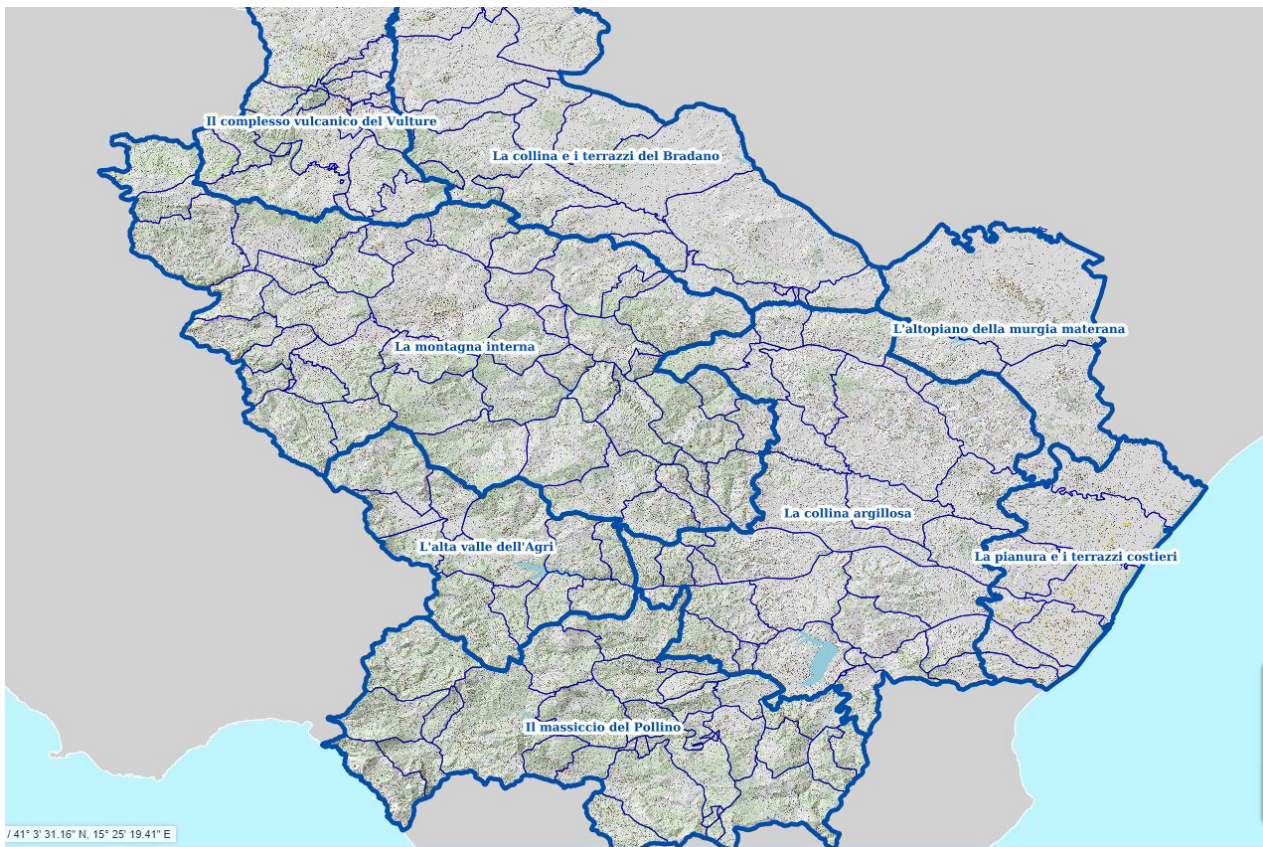 Il complesso vulcanico del Vulture
La collina e i terrazzi del Bradano
L'altopiano della murgia materana
La montagna interna
La collina argillosa
L'alta valle dell'Agri
La pianura e i terrazzi costieri
Il massiccio del Pollino
/ 41° 3' 31.16" N, 15° 25' 19.41" E